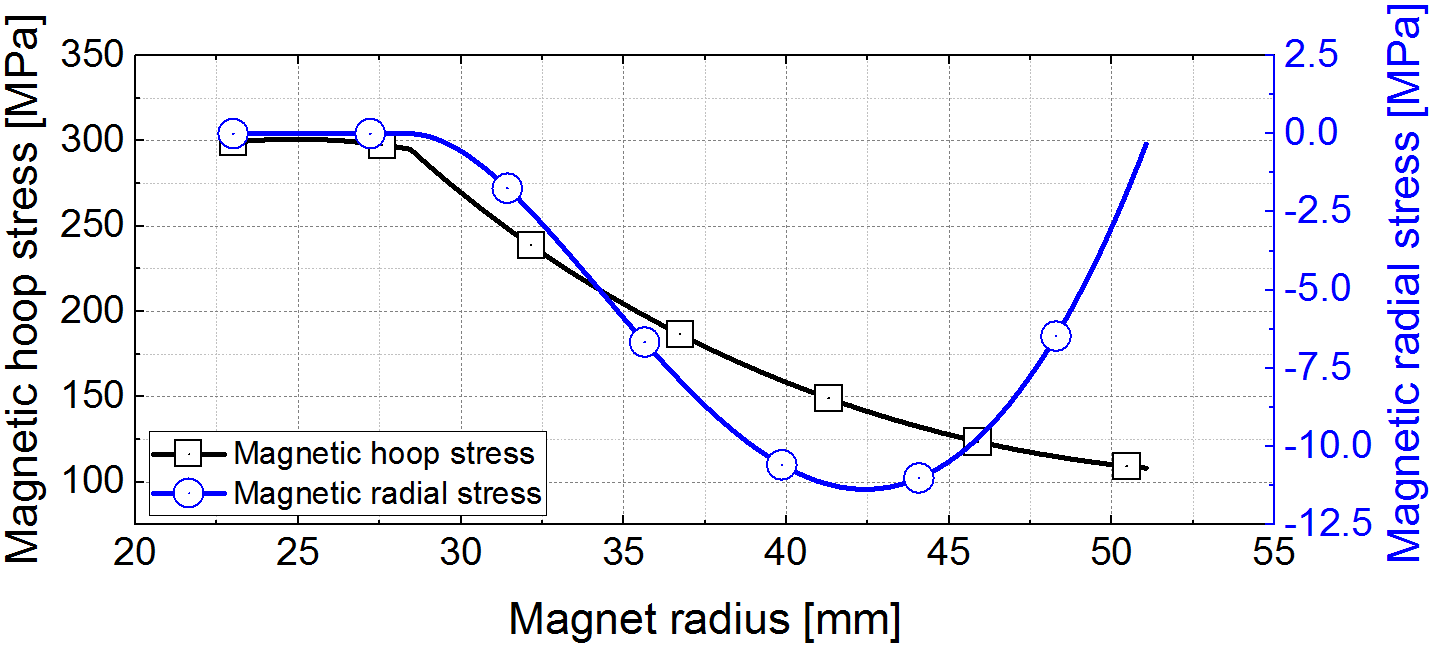 Magnetic hoop stress [MPa]
350
300
250
200
150
100
Magnetic hoop stress
Magnetic radial stress
20 25 30 35 40 45 50 55
Magnet radius [mm]
2.5
0.0
-2.5
-5.0
-7.5
-10.0
-12.5
Magnetic radial stress [MPa]